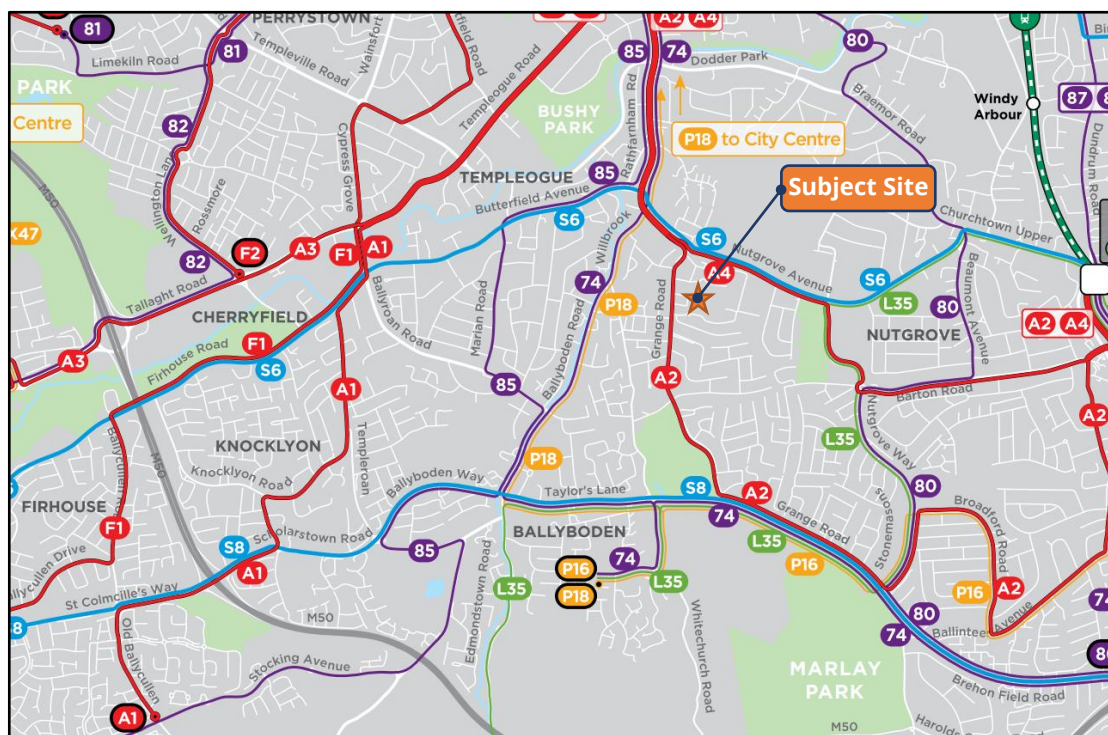 81
PERRYSTOWN
A2 A4
81
Limekiln Road
Templeville Road
Wainsfort
Templeogue Road
85
74
Dodder Park
80
PARK
Centre
82
Cypress Grove
BUSHY
PARK
Rathfarnham Rd
P18 to City Centre
Braemor Road
Windy
Arbour
87
Dundrum Road
Wellington Lane
Rossmore
TEMPLEOGUE
85
Butterfield Avenue
S6
Subject Site
X47
82
F2
A3
F1
A1
Willbrook
S6
Nutgrove Avenue
Churchtown Upper
Tallaght Road
CHERRYFIELD
Ballyroan Road
Marian Road
74
P18
Ballyboden Road
Grange Road
A4
S6
L35
80
NUTGROVE
Beaumont Avenue
A2 A4
A3
Firhouse Road
F1
S6
A1
85
A2
Barton Road
A2
Nutgrove Way
L35
M50
KNOCKLYON
Knocklyon Road
Templeroan
P18
Ballyboden Way
Taylor's Lane
S8
A2
74
Grange Road
80
Broadford Road
FIRHOUSE
F1
S8
Scholarstown Road
A1
85
BALLYBODEN
74
P16
P18
L35
L35
P16
P16
A2
St Colmcille's Way
M50
Edmondstown Road
L35
Whitechurch Road
80
74
74
Old Ballycullen
Stocking Avenue
MARLAY
PARK
Brehon Field Road
A1
M50